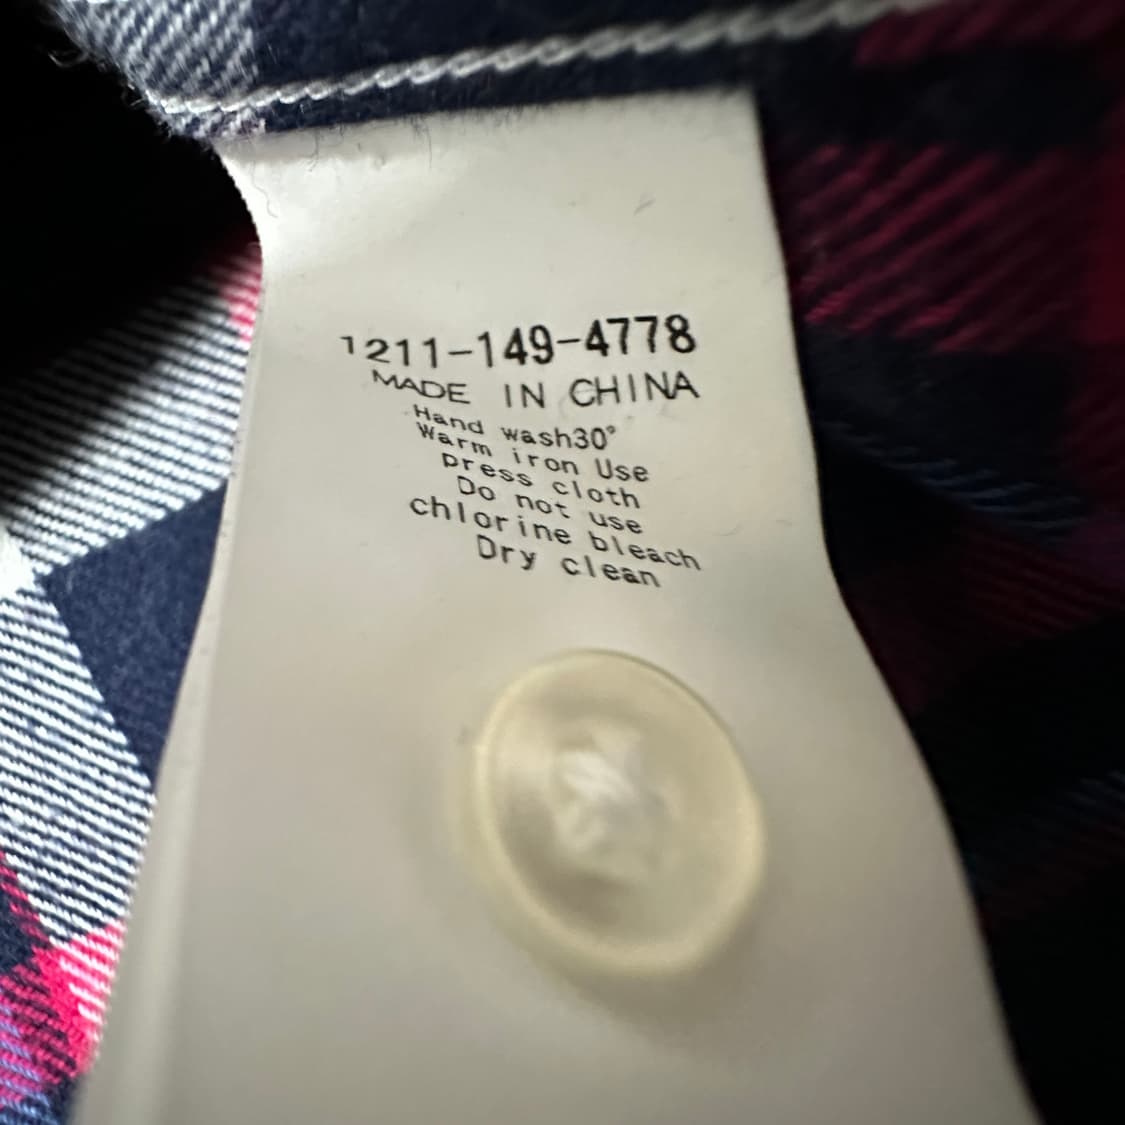 1211-149-4778
MADE IN CHINA
Hand wash30°
Warm iron Use
press cloth
Do not use
chlorine bleach
Dry clean